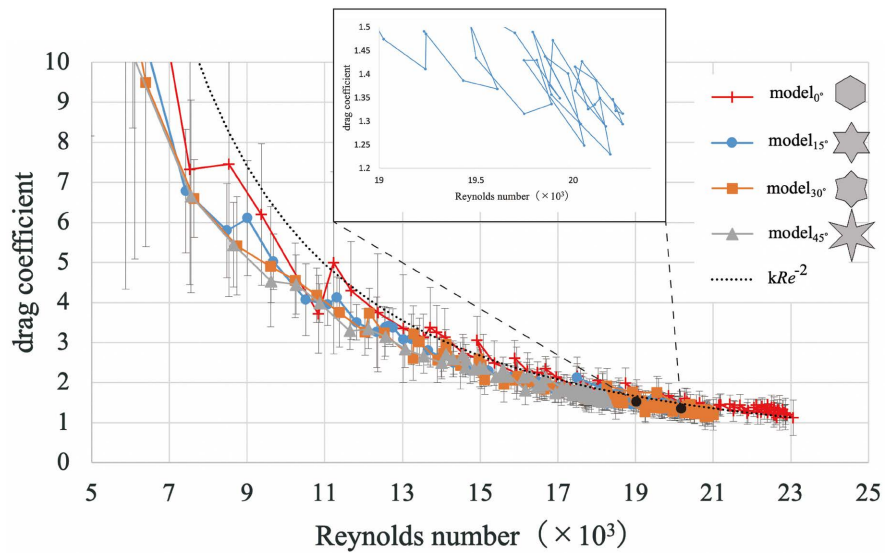 1.5
1.45
1.4
1.35
1.3
1.25
1.2
drag coefficient
19
19.5
20
Reynolds number （×10³）
10
9
8
7
6
5
4
3
2
1
0
drag coefficient
model0°
model15°
model30°
model45°
kRe⁻²
5 7 9 11 13 15 17 19 21 23 25
Reynolds number （×10³）